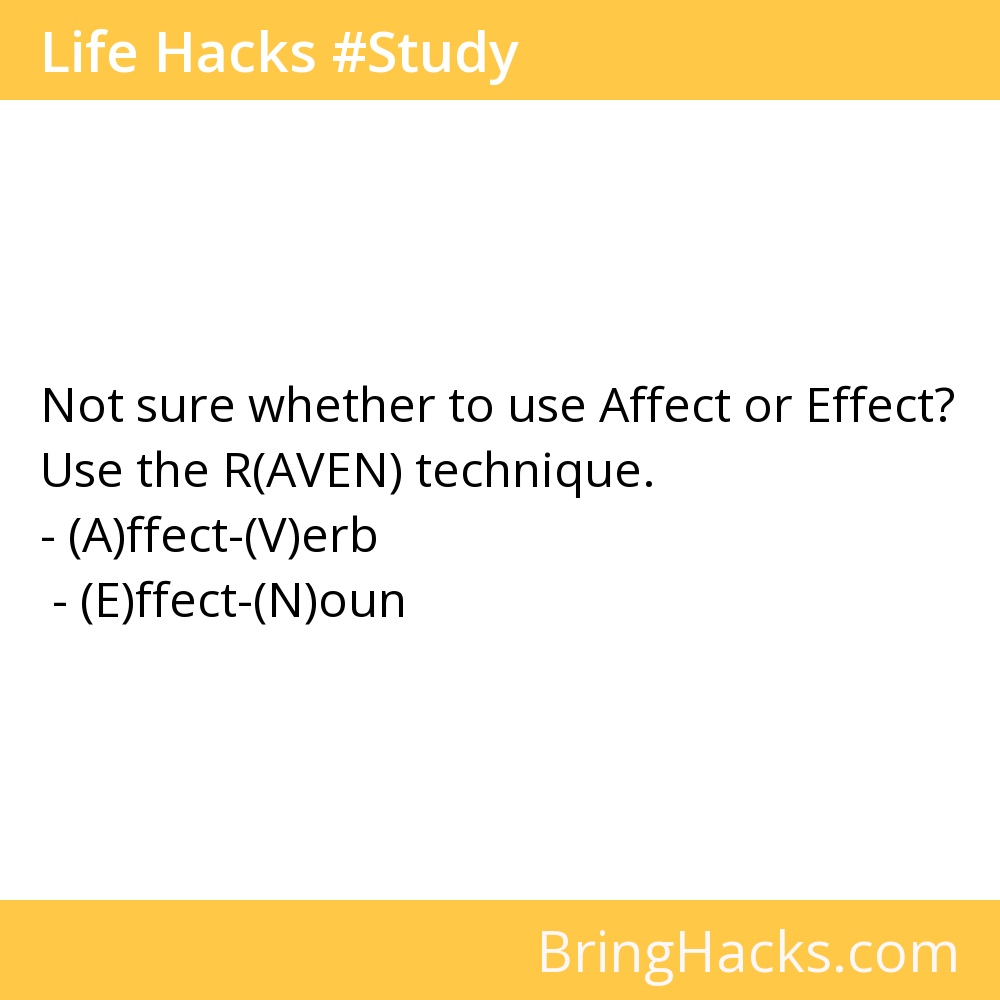 Life Hacks #Study
Not sure whether to use Affect or Effect?
Use the R(AVEN) technique.
- (A)ffect-(V)erb
- (E)ffect-(N)oun
BringHacks.com